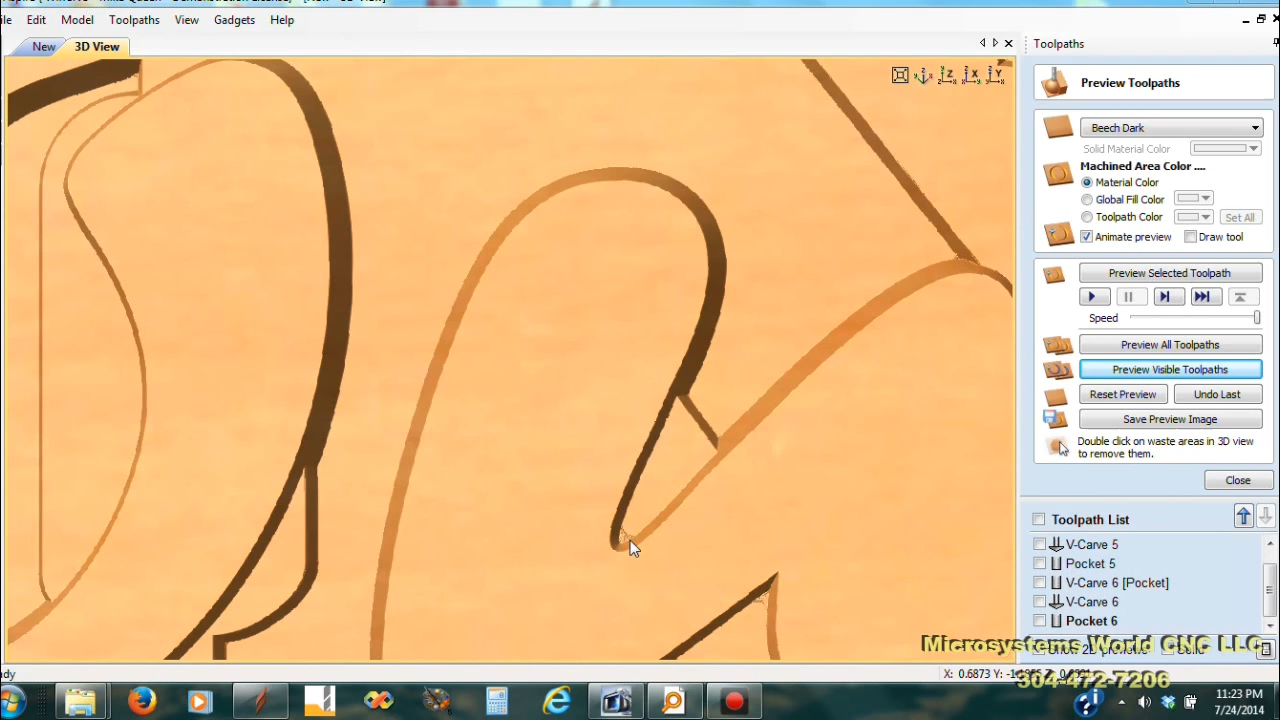 Edit Model Toolpaths View Gadgets Help
New 3D View
Toolpaths
Z X Y
Preview Toolpaths
Beech Dark
Solid Material Color
Machined Area Color ....
Material Color
Global Fill Color
Toolpath Color Set All
Animate preview Draw tool
Preview Selected Toolpath
Speed
Preview All Toolpaths
Preview Visible Toolpaths
Reset Preview Undo Last
Save Preview Image
Double click on waste areas in 3D view
to remove them.
Close
Toolpath List
V-Carve 5
Pocket 5
V-Carve 6 [Pocket]
V-Carve 6
Pocket 6
Microsystems World CNC LLC
X: 0.6873
304-472-7206
11:23 PM
7/24/2014